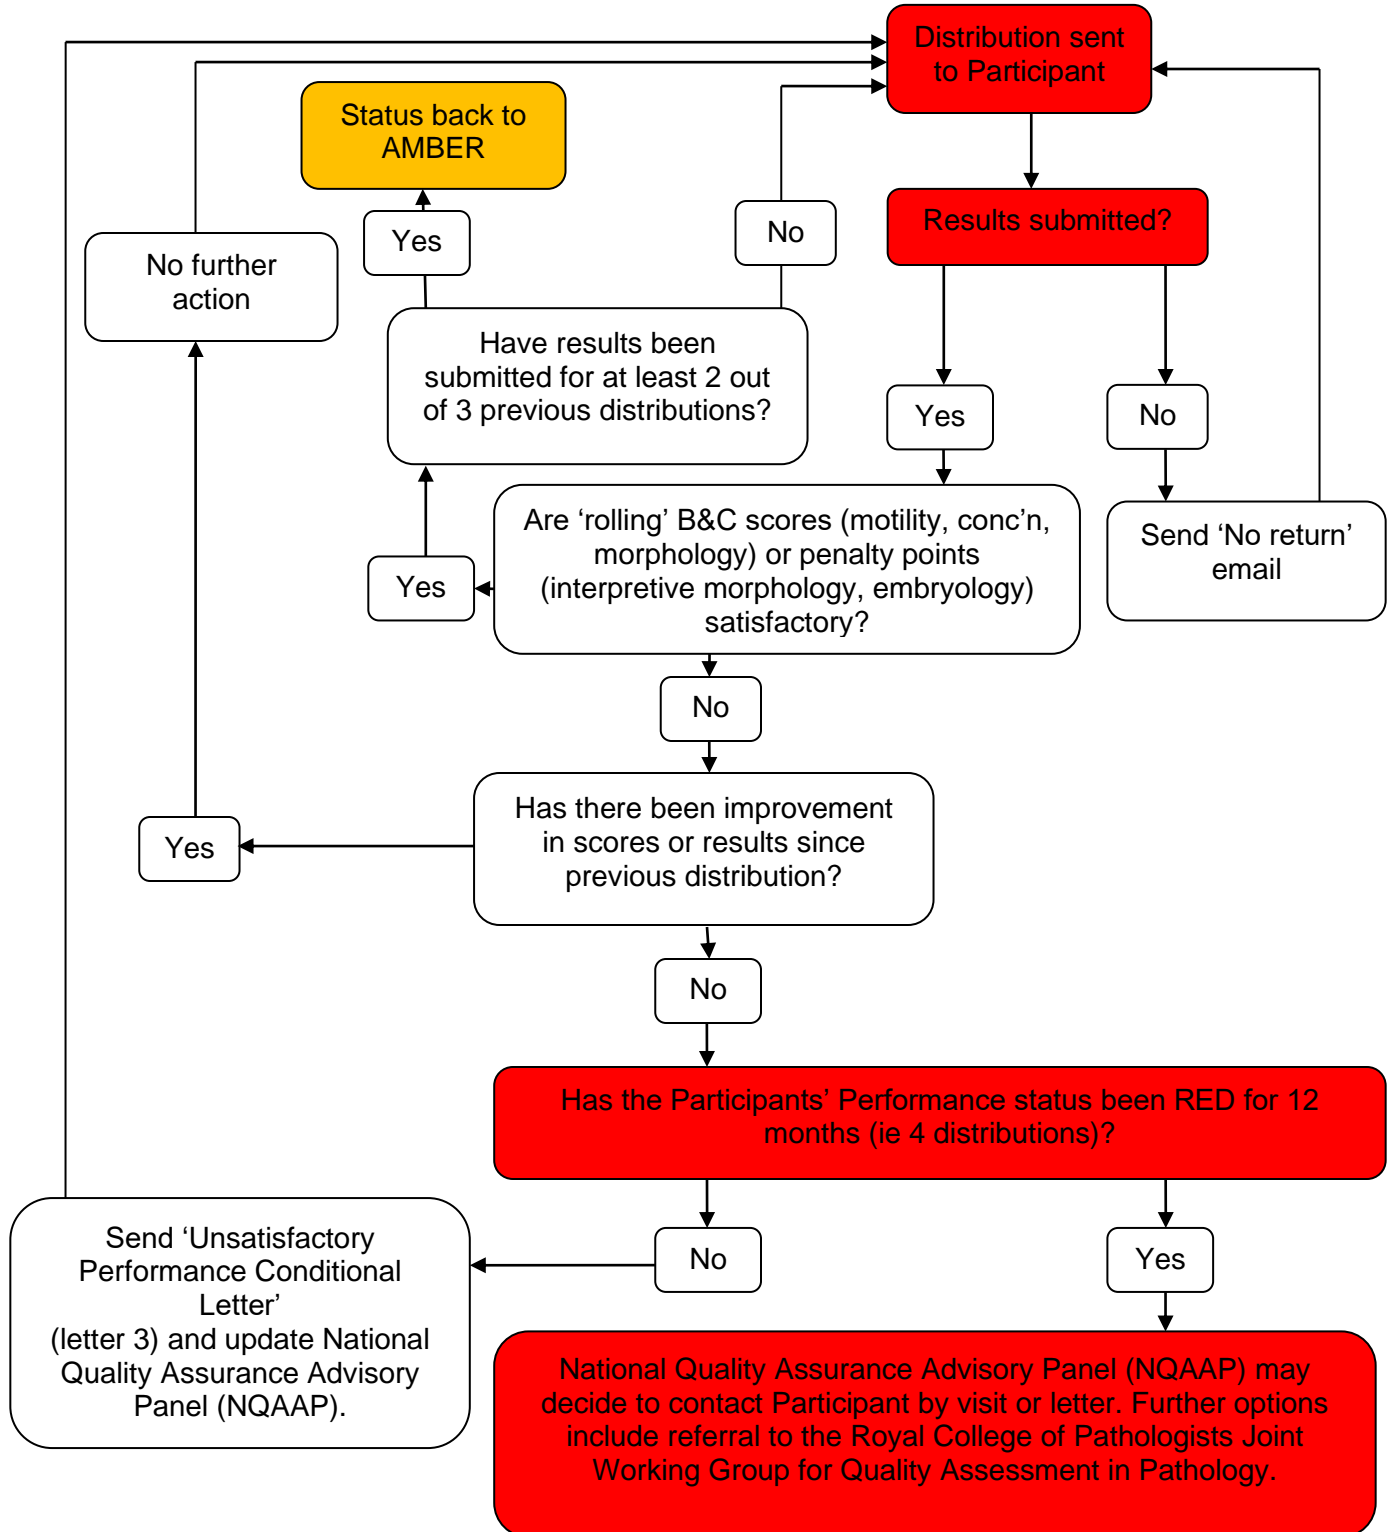 Distribution sent
to Participant
Status back to
AMBER
Results submitted?
Yes
No
No further
action
Have results been
submitted for at least 2 out
of 3 previous distributions?
Yes
No
Are ‘rolling’ B&C scores (motility, conc’n,
morphology) or penalty points
(interpretive morphology, embryology)
satisfactory?
Send ‘No return’
email
Yes
No
Has there been improvement
in scores or results since
previous distribution?
Yes
No
Has the Participants’ Performance status been RED for 12
months (ie 4 distributions)?
Send ‘Unsatisfactory
Performance Conditional
Letter’
(letter 3) and update National
Quality Assurance Advisory
Panel (NQAAP).
No
Yes
National Quality Assurance Advisory Panel (NQAAP) may
decide to contact Participant by visit or letter. Further options
include referral to the Royal College of Pathologists Joint
Working Group for Quality Assessment in Pathology.